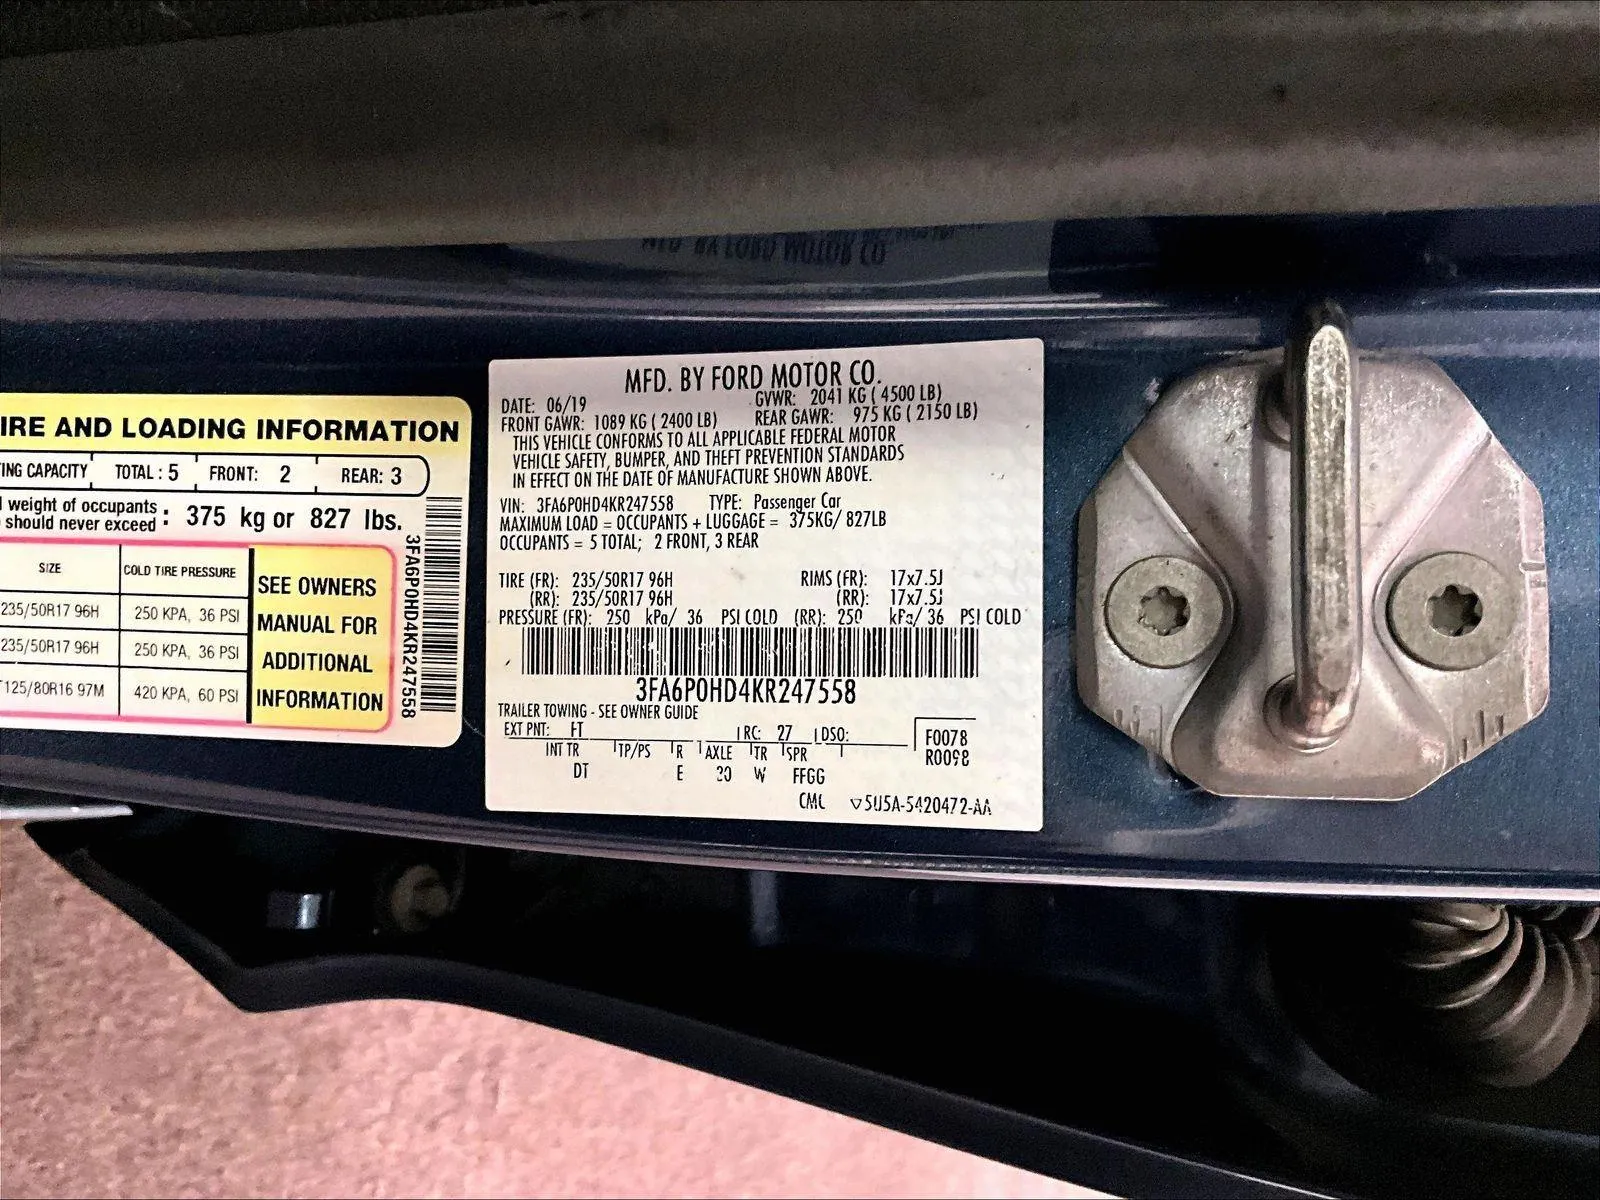 IRE AND LOADING INFORMATION
ING CAPACITY TOTAL : 5 FRONT: 2 REAR: 3
weight of occupants
should never exceed : 375 kg or 827 lbs.
SIZE COLD TIRE PRESSURE
235/50R17 96H 250 KPA, 36 PSI
235/50R17 96H 250 KPA, 36 PSI
T125/80R16 97M 420 KPA, 60 PSI
SEE OWNERS
MANUAL FOR
ADDITIONAL
INFORMATION
3FA6P0HD4KR247558
MFD. BY FORD MOTOR CO.
DATE: 06/19 GVWR: 2041 KG ( 4500 LB)
FRONT GAWR: 1089 KG ( 2400 LB) REAR GAWR: 975 KG ( 2150 LB)
THIS VEHICLE CONFORMS TO ALL APPLICABLE FEDERAL MOTOR
VEHICLE SAFETY, BUMPER, AND THEFT PREVENTION STANDARDS
IN EFFECT ON THE DATE OF MANUFACTURE SHOWN ABOVE.
VIN: 3FA6P0HD4KR247558 TYPE: Passenger Car
MAXIMUM LOAD = OCCUPANTS + LUGGAGE = 375KG/ 827LB
OCCUPANTS = 5 TOTAL; 2 FRONT, 3 REAR
TIRE (FR): 235/50R17 96H RIMS (FR): 17x7.5J
(RR): 235/50R17 96H (RR): 17x7.5J
PRESSURE (FR): 250 kPa/ 36 PSI COLD (RR): 250 kPa/ 36 PSI COLD
3FA6P0HD4KR247558
TRAILER TOWING - SEE OWNER GUIDE
EXT PNT: FT RC: 27 DSO: F0078
INT TR TP/PS R AXLE TR SPR R0098
DT E 20 W FFGG
CML ▽5U5A-5420472-AA